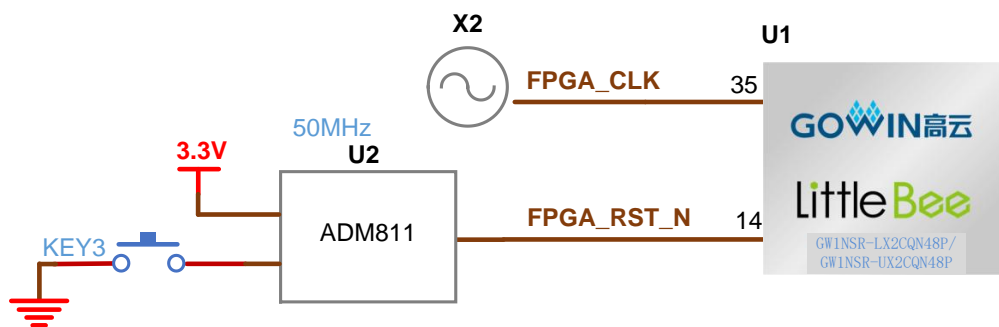 X2
U1
FPGA_CLK
35
50MHz
U2
3.3V
GOWIN高云
LittleBee
ADM811
FPGA_RST_N
14
KEY3
GW1NSR-LX2CQN48P/
GW1NSR-UX2CQN48P